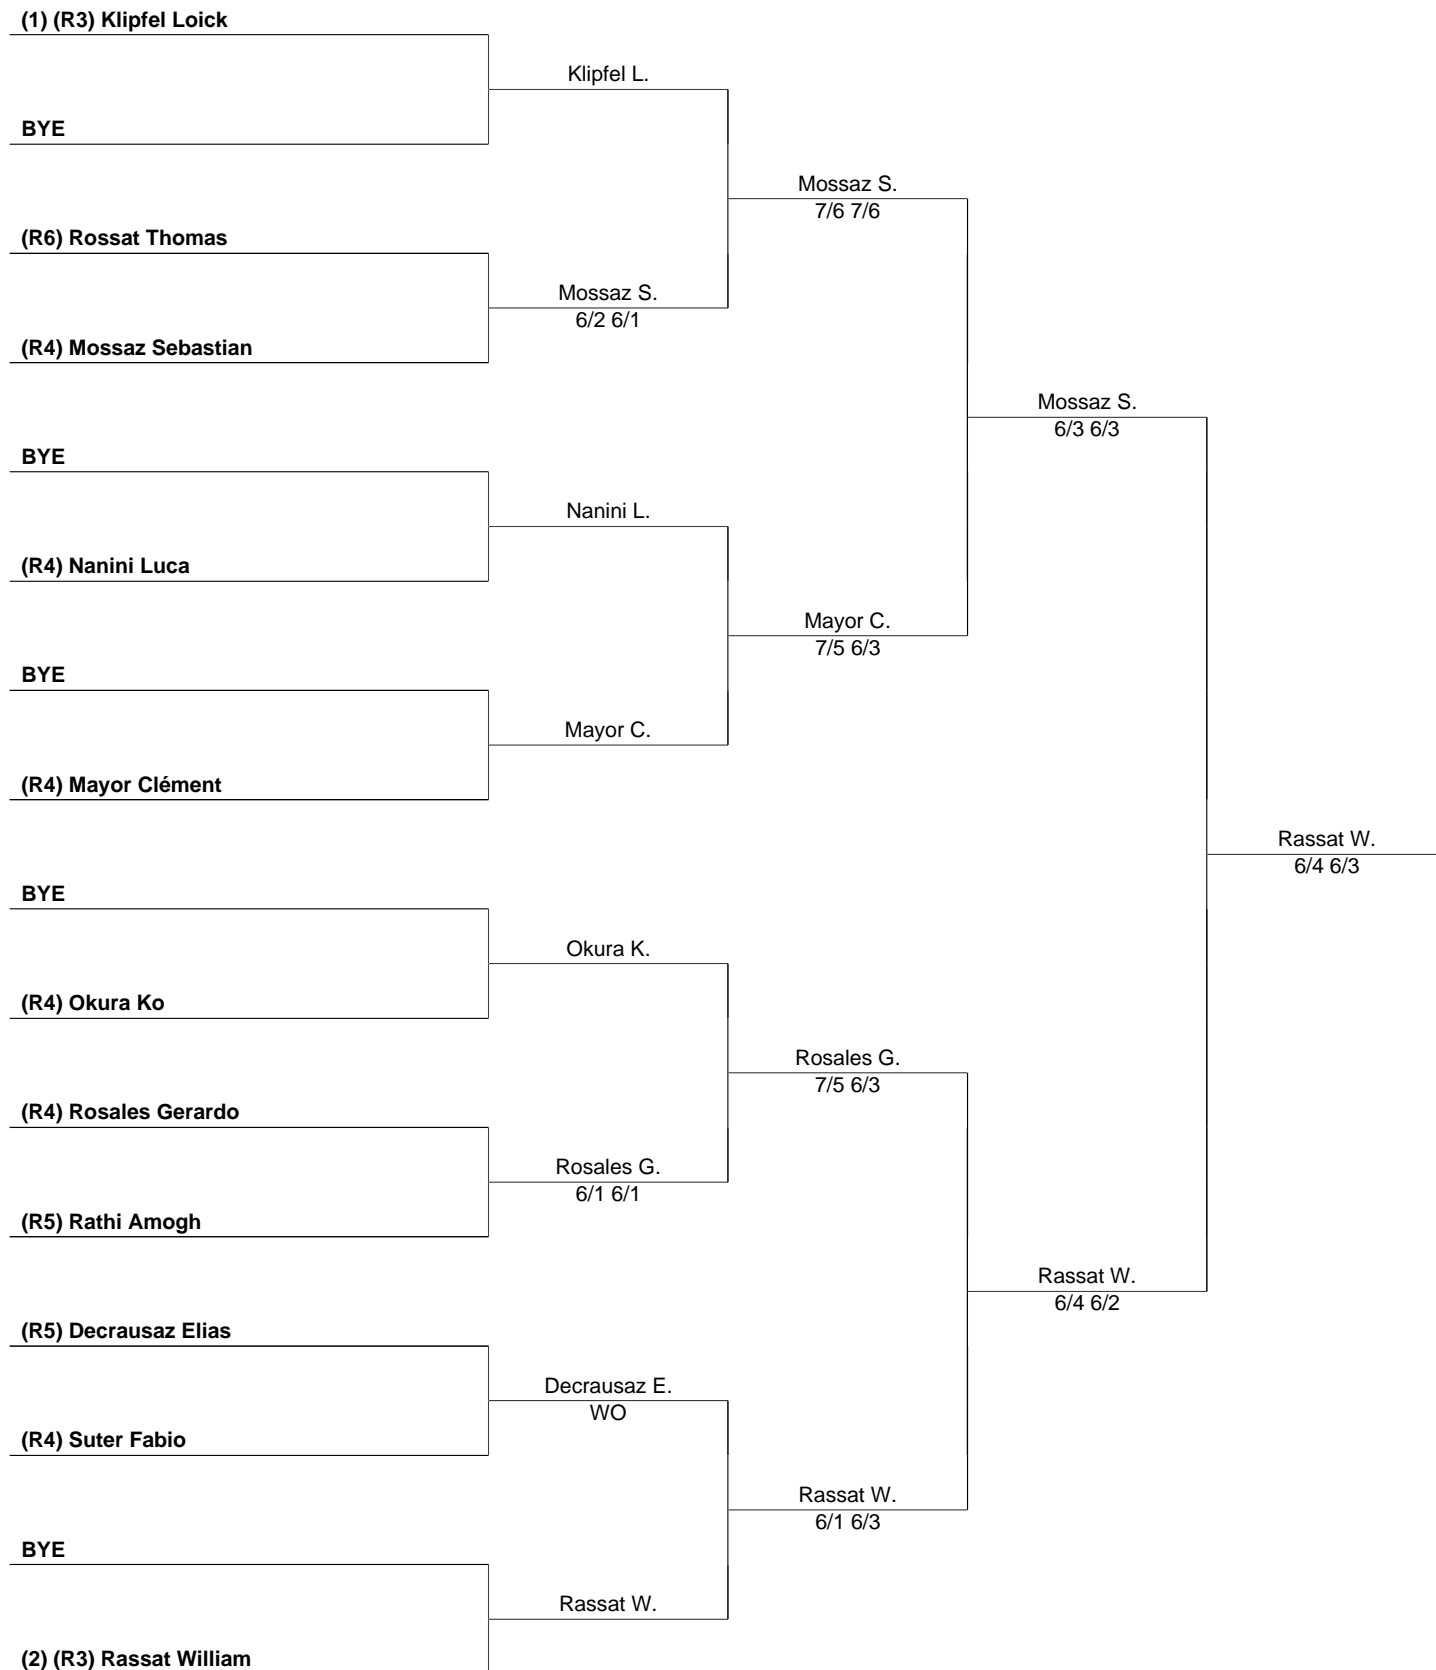 (1) (R3) Klipfel Loick
Klipfel L.
BYE
Mossaz S.
7/6 7/6
(R6) Rossat Thomas
Mossaz S.
6/2 6/1
(R4) Mossaz Sebastian
Mossaz S.
6/3 6/3
BYE
Nanini L.
(R4) Nanini Luca
Mayor C.
7/5 6/3
BYE
Mayor C.
(R4) Mayor Clément
Rassat W.
6/4 6/3
BYE
Okura K.
(R4) Okura Ko
Rosales G.
7/5 6/3
(R4) Rosales Gerardo
Rosales G.
6/1 6/1
(R5) Rathi Amogh
Rassat W.
6/4 6/2
(R5) Decrausaz Elias
Decrausaz E.
WO
(R4) Suter Fabio
Rassat W.
6/1 6/3
BYE
Rassat W.
(2) (R3) Rassat William